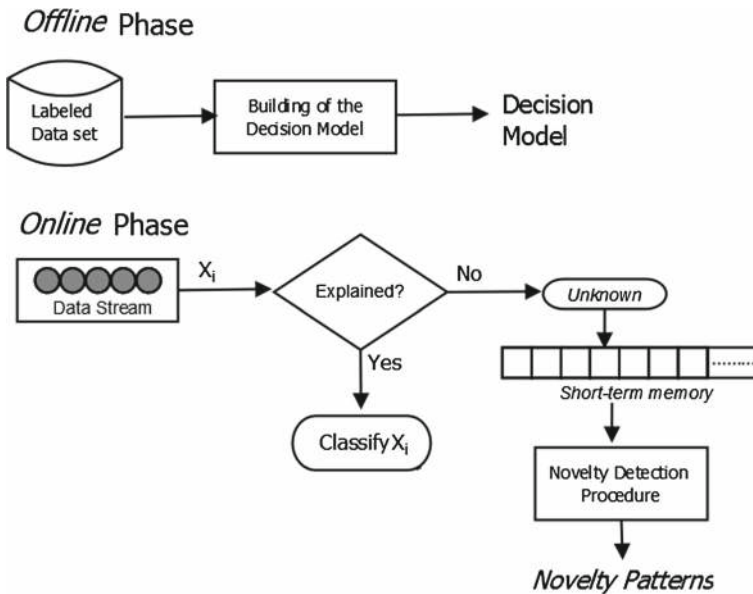 Offline Phase
Labeled
Data set
Building of the
Decision Model
Decision
Model
Online Phase
Data Stream
Xi
Explained?
No
Unknown
Yes
Short-term memory
Classify Xi
Novelty Detection
Procedure
Novelty Patterns